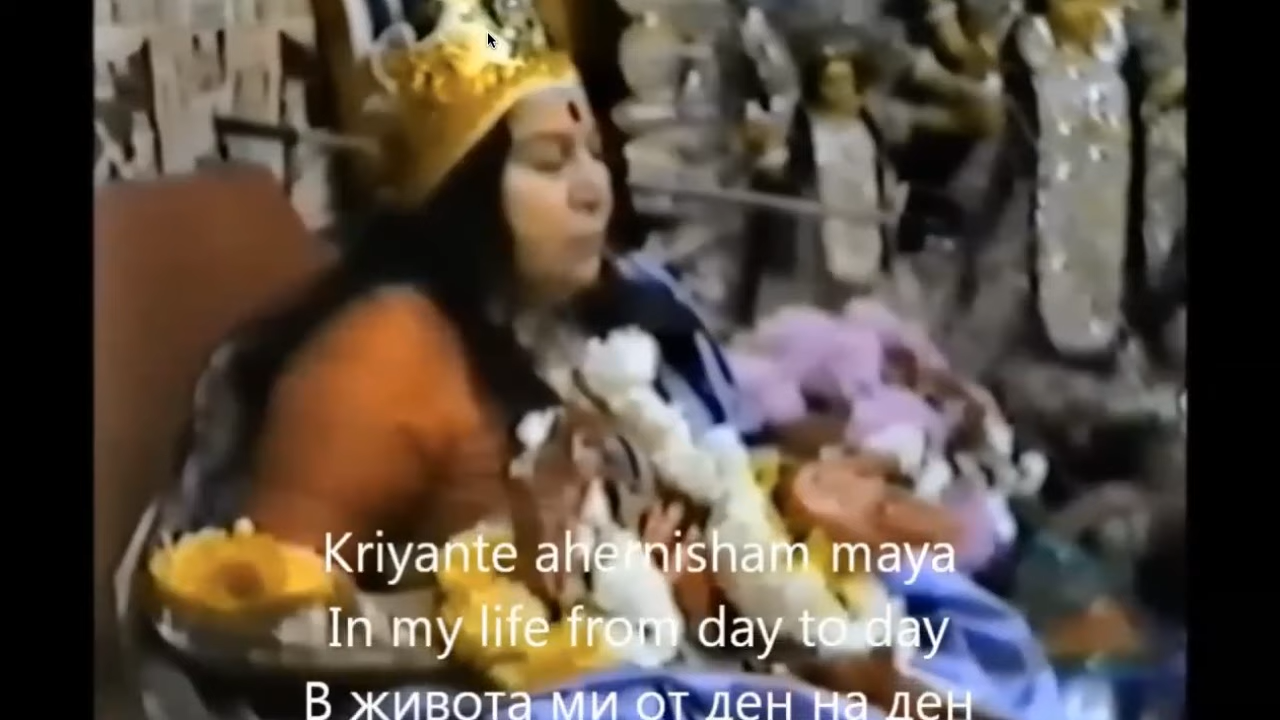 Kriyante ahernisham maya
In my life from day to day
В живота ми от ден на ден